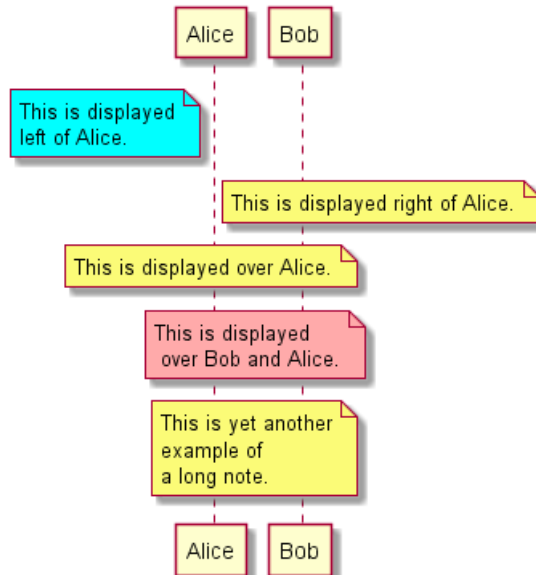 Alice
Bob
This is displayed
left of Alice.
This is displayed right of Alice.
This is displayed over Alice.
This is displayed
over Bob and Alice.
This is yet another
example of
a long note.
Alice
Bob